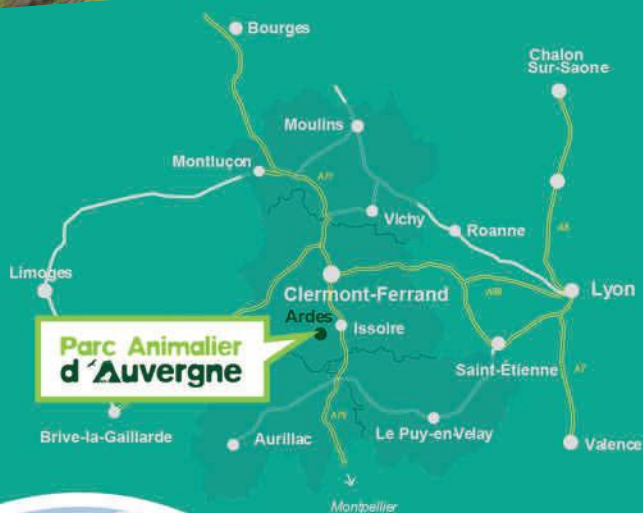 Bourges
Chalon
Sur-Saone
Moulins
Montluçon
A71
Vichy
Roanne
A6
Limoges
Clermont-Ferrand
A89
Lyon
Ardes
Issoire
Parc Animalier
d'Auvergne
Saint-Étienne
A7
Brive-la-Gaillarde
Aurillac
A75
Le Puy-en-Velay
Valence
Montpellier